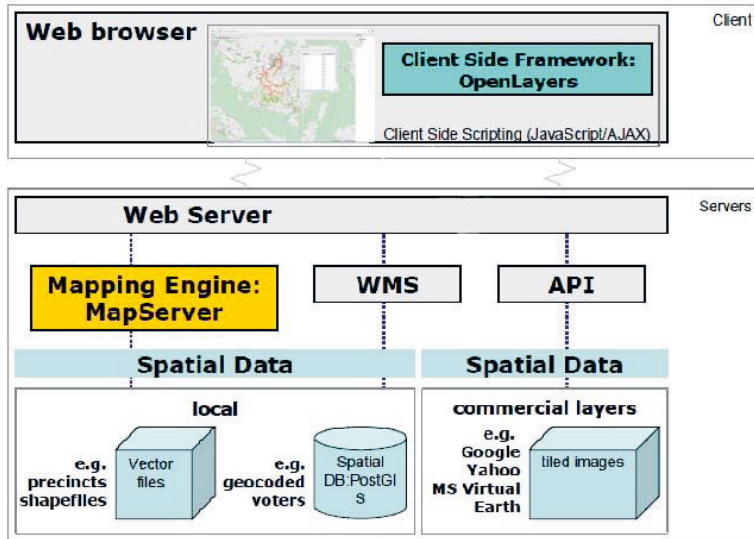 Client
Web browser
Client Side Framework:
OpenLayers
Client Side Scripting (JavaScript/AJAX)
Servers
Web Server
Mapping Engine:
MapServer
WMS
API
Spatial Data
Spatial Data
local
e.g.
precincts
shapefiles
Vector
files
e.g.
geocoded
voters
Spatial
DB:PostGI
S
commercial layers
e.g.
Google
Yahoo
MS Virtual
Earth
tiled images